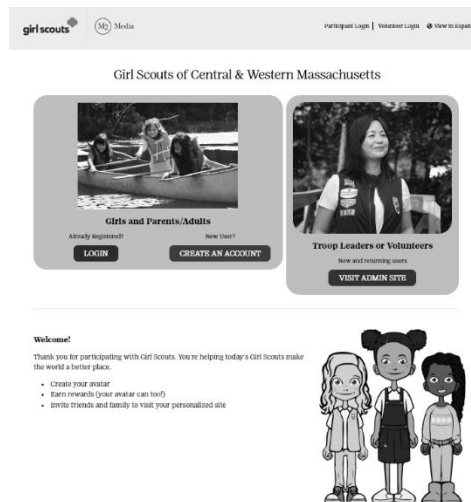 girl scouts
M2 Media
Participant Login | Volunteer Login
View in Espan
Girl Scouts of Central & Western Massachusetts
Girls and Parents/Adults
Already Registered?
New User?
LOGIN
CREATE AN ACCOUNT
Troop Leaders or Volunteers
New and returning users
VISIT ADMIN SITE
Welcome!
Thank you for participating with Girl Scouts. You're helping today's Girl Scouts make
the world a better place.
• Create your avatar
• Earn rewards (your avatar can too!)
• Invite friends and family to visit your personalized site